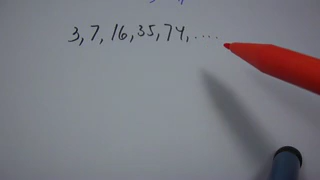 3, 7, 16, 35, 74, .....